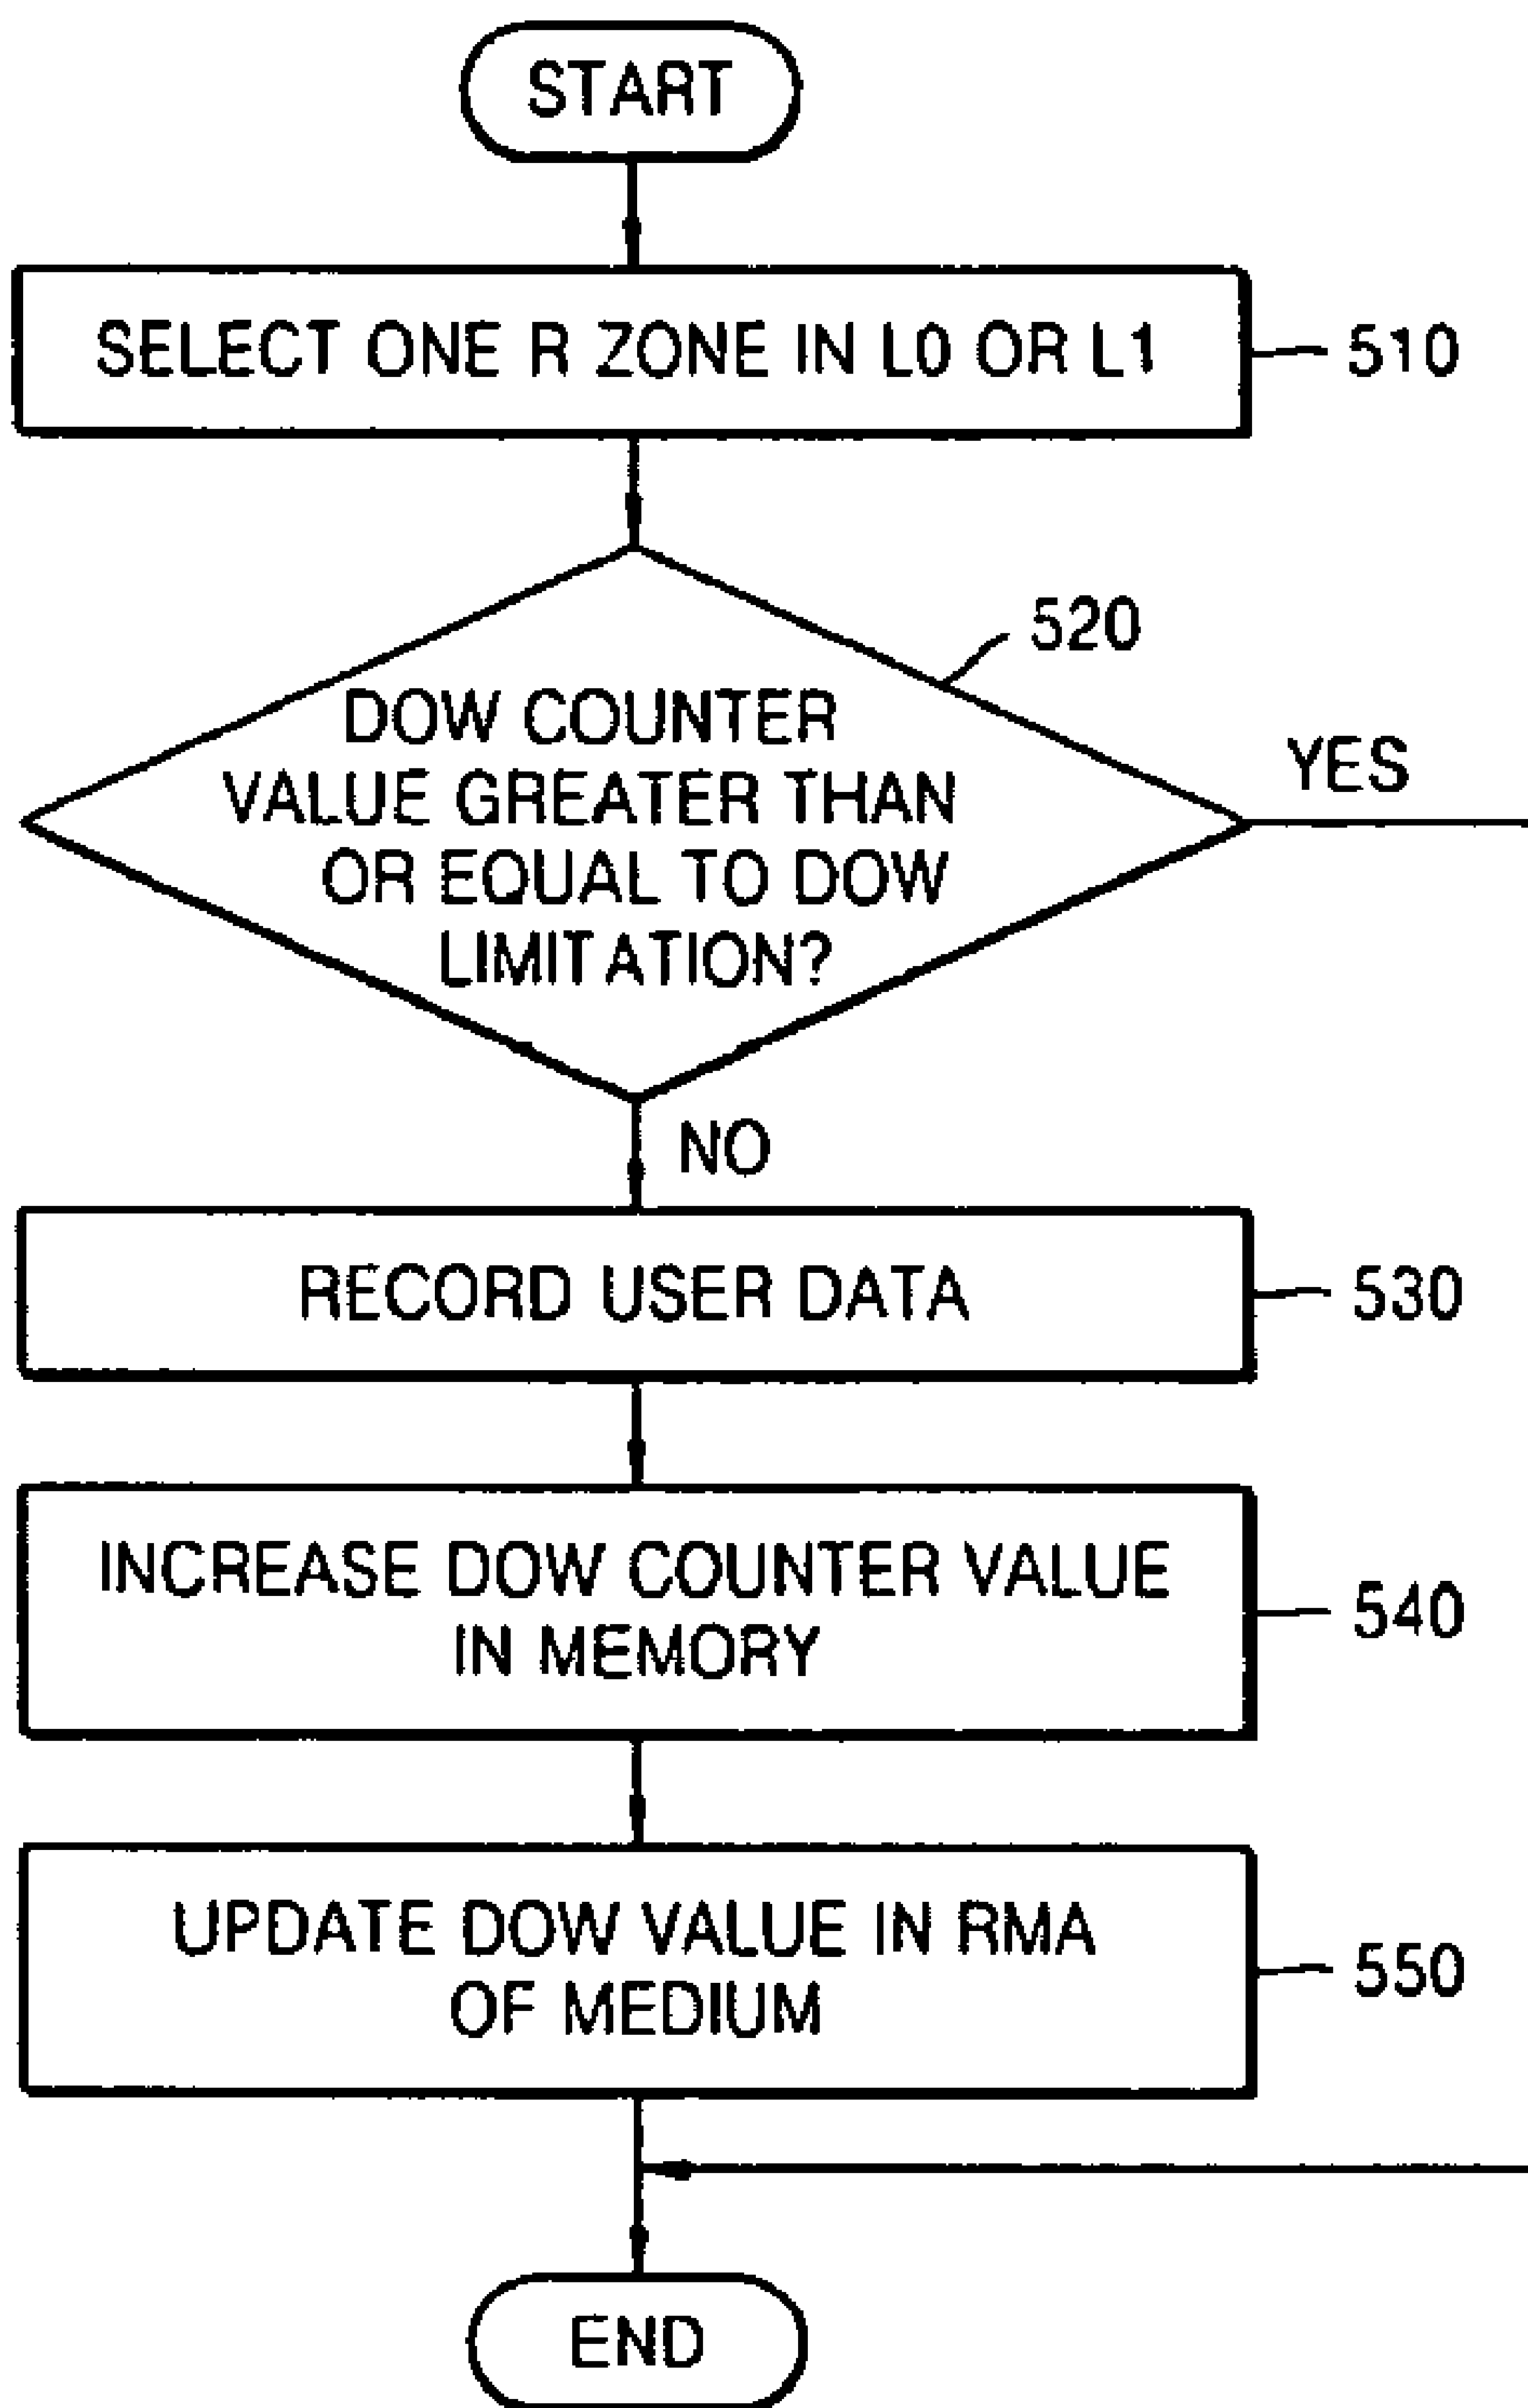 START
SELECT ONE R ZONE IN L0 OR L1
510
520
DOW COUNTER
VALUE GREATER THAN
OR EQUAL TO DOW
LIMITATION?
YES
NO
RECORD USER DATA
530
INCREASE DOW COUNTER VALUE
IN MEMORY
540
UPDATE DOW VALUE IN RMA
OF MEDIUM
550
END